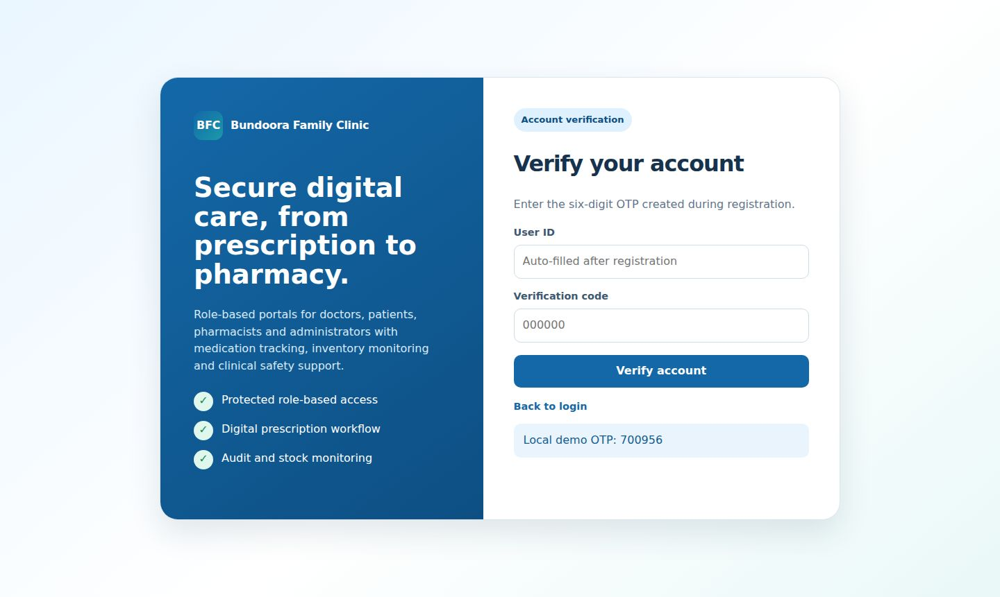 BFC
Bundoora Family Clinic
Secure digital
care, from
prescription to
pharmacy.
Role-based portals for doctors, patients,
pharmacists and administrators with
medication tracking, inventory monitoring
and clinical safety support.
✓ Protected role-based access
✓ Digital prescription workflow
✓ Audit and stock monitoring
Account verification
Verify your account
Enter the six-digit OTP created during registration.
User ID
Auto-filled after registration
Verification code
000000
Verify account
Back to login
Local demo OTP: 700956